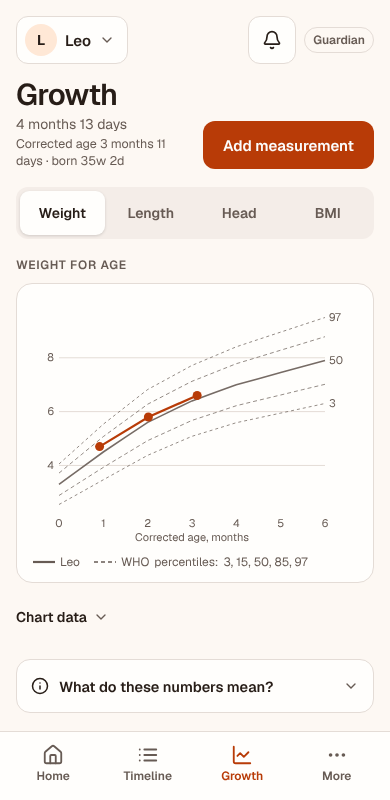 L Leo
Guardian
Growth
4 months 13 days
Corrected age 3 months 11
days · born 35w 2d
Add measurement
Weight Length Head BMI
WEIGHT FOR AGE
97
8
50
6
3
4
0 1 2 3 4 5 6
Corrected age, months
Leo WHO percentiles: 3, 15, 50, 85, 97
Chart data
What do these numbers mean?
Home Timeline Growth More